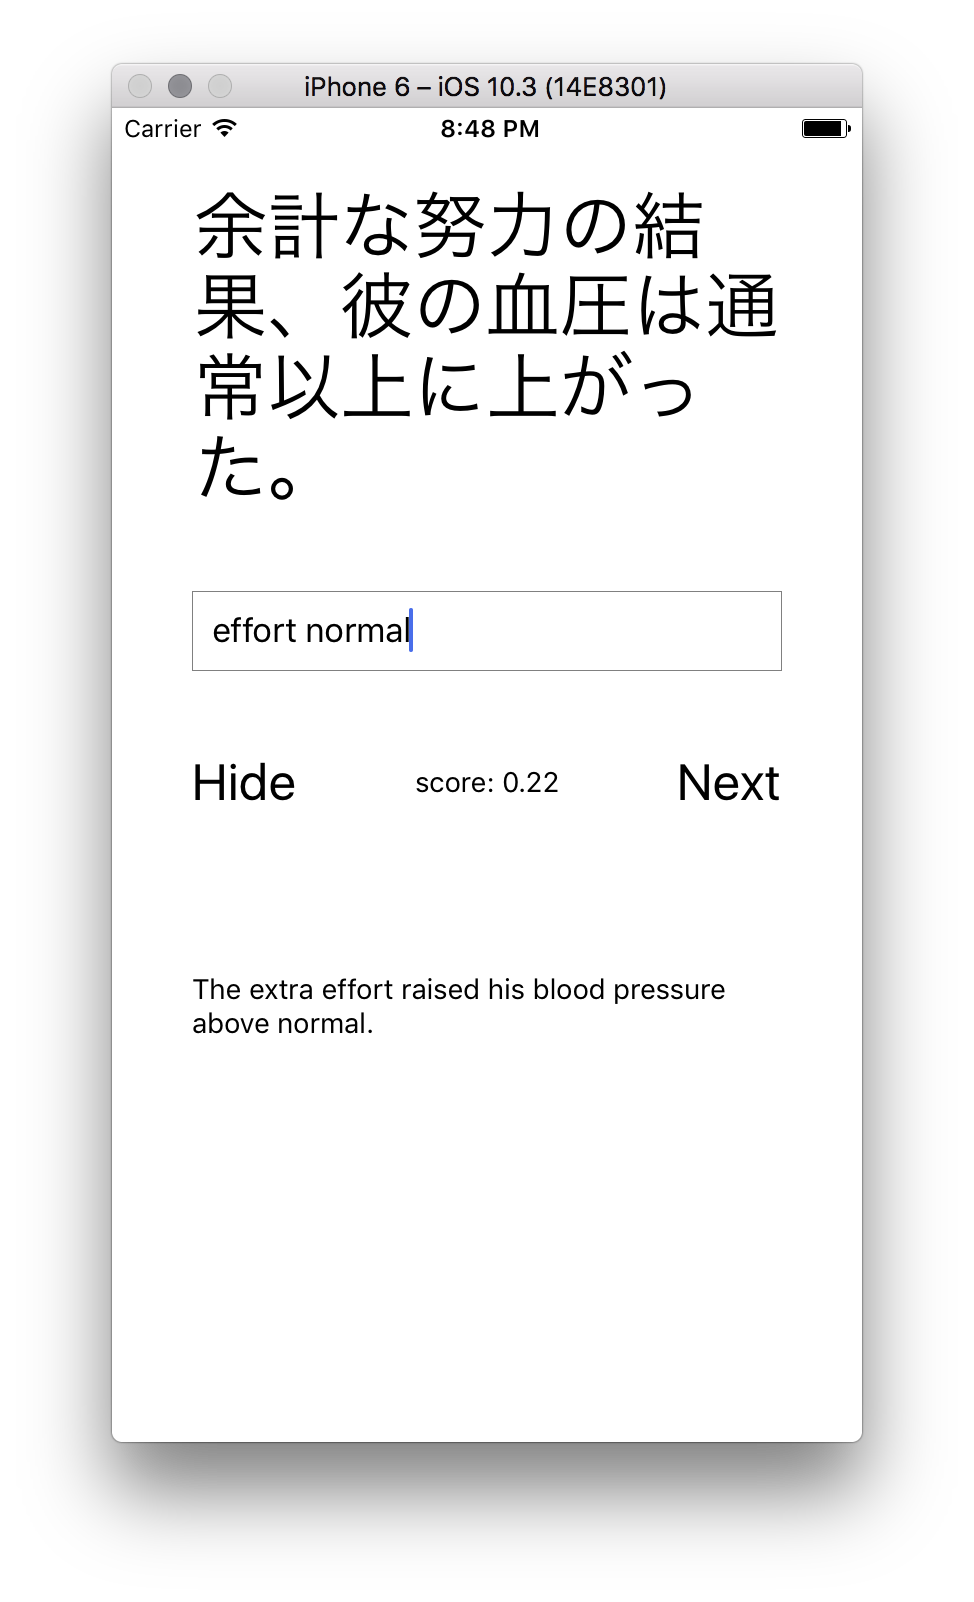 iPhone 6 – iOS 10.3 (14E8301)
Carrier 8:48 PM
余計な努力の結
果、彼の血圧は通
常以上に上がっ
た。
effort normal
Hide score: 0.22 Next
The extra effort raised his blood pressure
above normal.